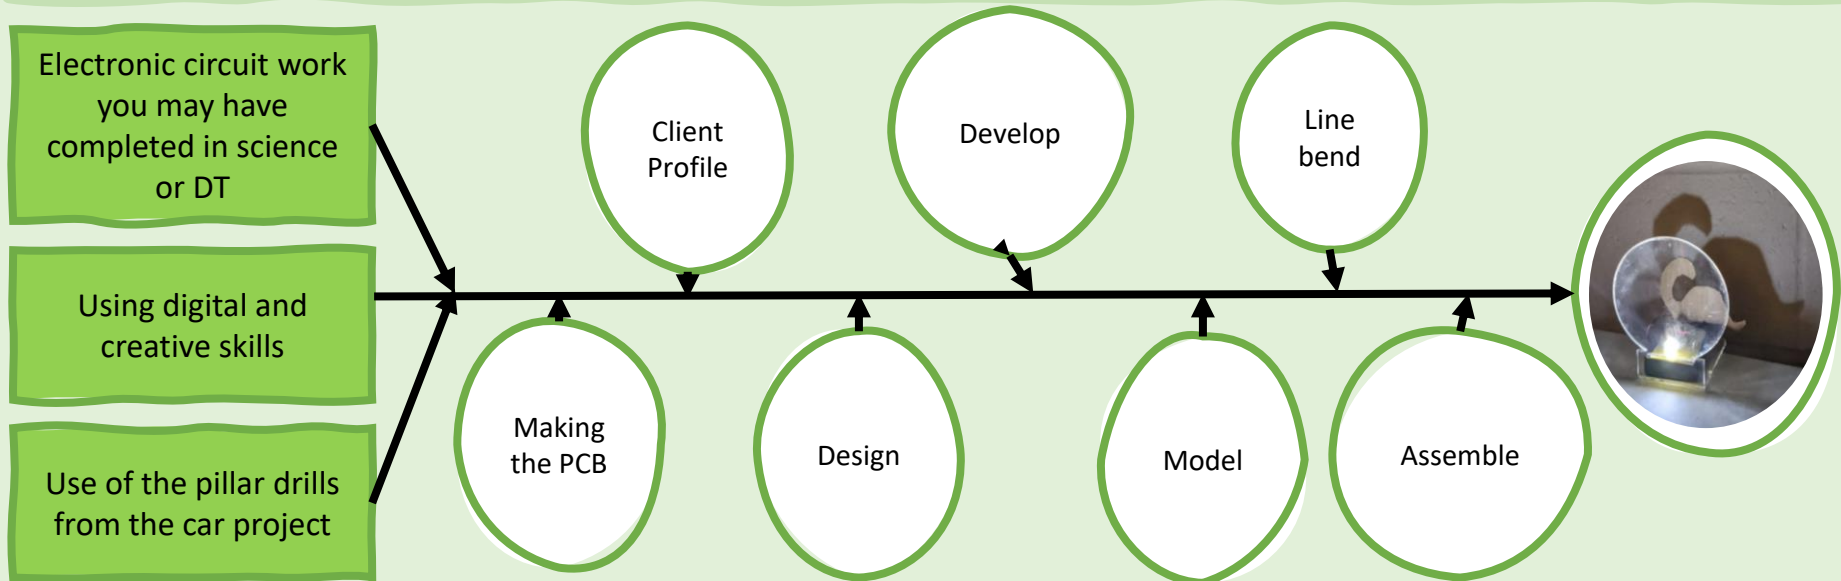 Electronic circuit work
you may have
completed in science
or DT
Using digital and
creative skills
Use of the pillar drills
from the car project
Making
the PCB
Client
Profile
Design
Develop
Model
Line
bend
Assemble